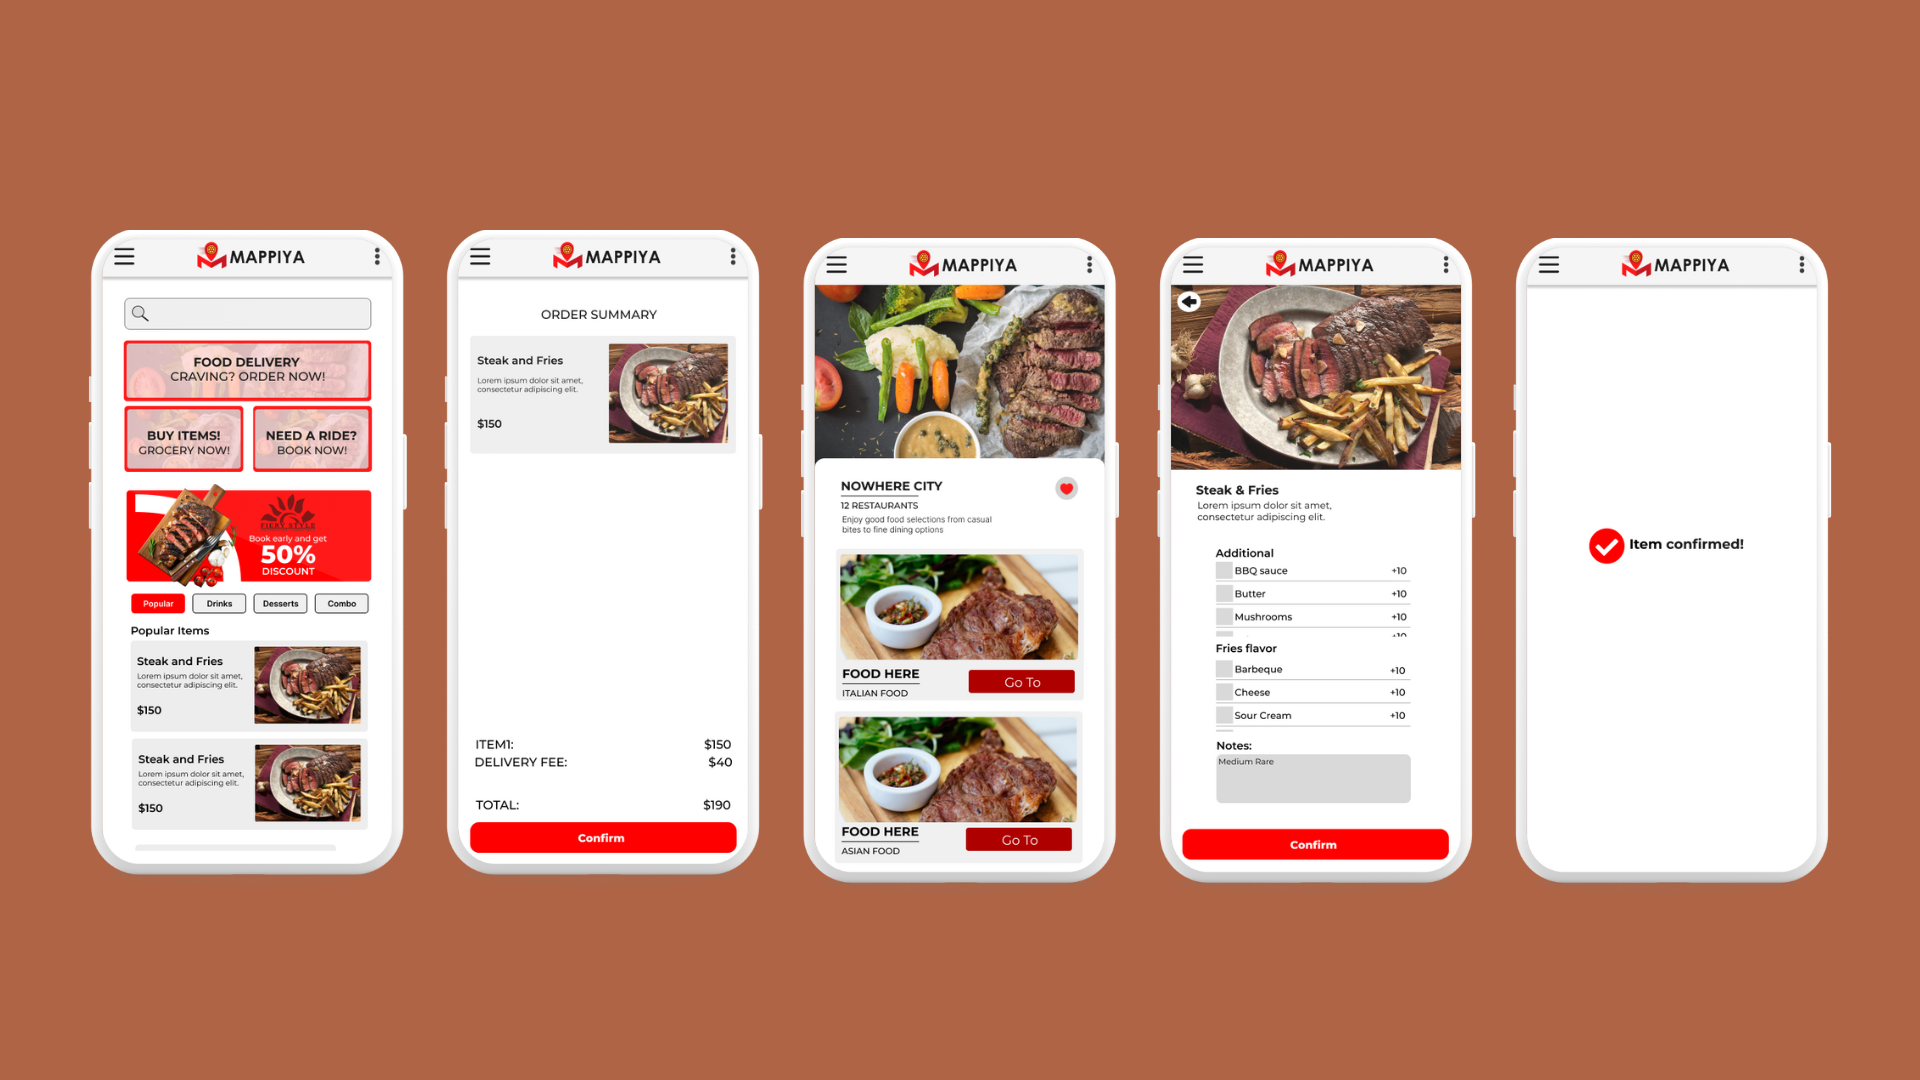 MAPPIYA
FOOD DELIVERY
CRAVING? ORDER NOW!
BUY ITEMS!
GROCERY NOW!
NEED A RIDE?
BOOK NOW!
FIERY STYLE
Book early and get
50%
DISCOUNT
Popular
Drinks
Desserts
Combo
Popular Items
Steak and Fries
Lorem ipsum dolor sit amet,
consectetur adipiscing elit.
$150
Steak and Fries
Lorem ipsum dolor sit amet,
consectetur adipiscing elit.
$150
MAPPIYA
ORDER SUMMARY
Steak and Fries
Lorem ipsum dolor sit amet,
consectetur adipiscing elit.
$150
ITEM1: $150
DELIVERY FEE: $40
TOTAL: $190
Confirm
MAPPIYA
NOWHERE CITY
12 RESTAURANTS
Enjoy good food selections from casual
bites to fine dining options
FOOD HERE
ITALIAN FOOD
Go To
FOOD HERE
ASIAN FOOD
Go To
MAPPIYA
Steak & Fries
Lorem ipsum dolor sit amet,
consectetur adipiscing elit.
Additional
BBQ sauce +10
Butter +10
Mushrooms +10
+10
Fries flavor
Barbeque +10
Cheese +10
Sour Cream +10
Notes:
Medium Rare
Confirm
MAPPIYA
Item confirmed!